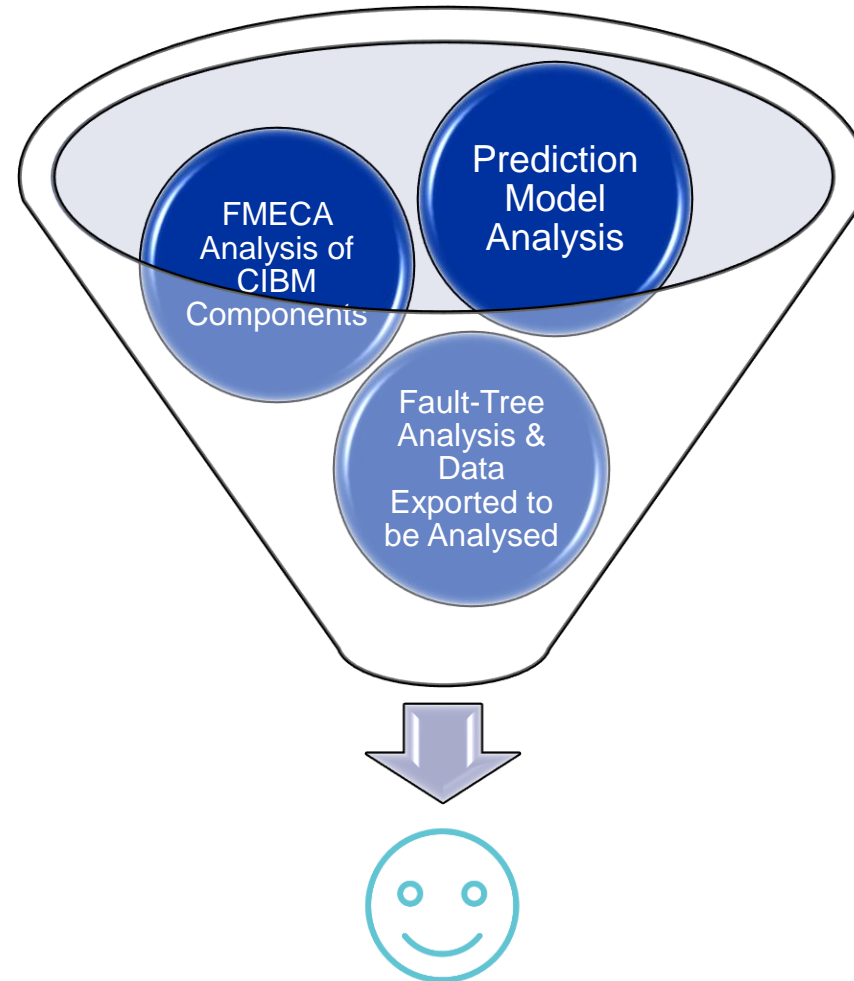 Prediction
Model
Analysis
FMECA
Analysis of
CIBM
Components
Fault-Tree
Analysis &
Data
Exported to
be Analysed